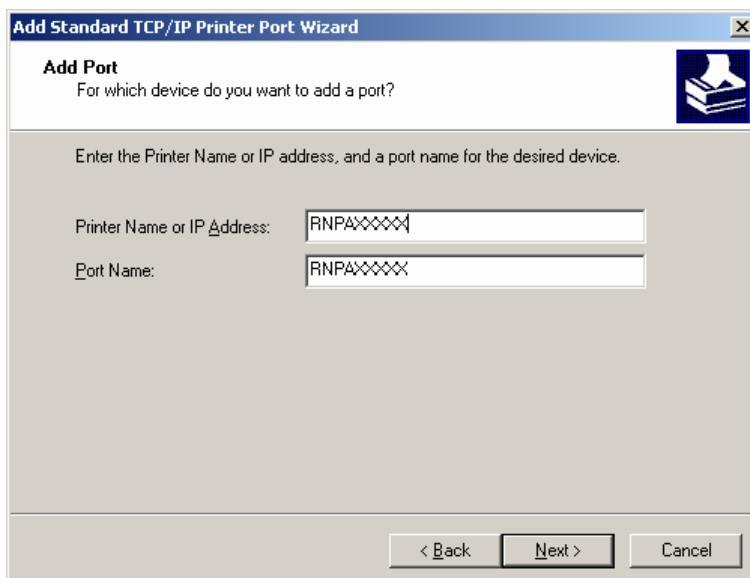 Add Standard TCP/IP Printer Port Wizard
Add Port
For which device do you want to add a port?
Enter the Printer Name or IP address, and a port name for the desired device.
Printer Name or IP Address: RNPAXXXXX
Port Name: RNPAXXXXX
< Back Next > Cancel